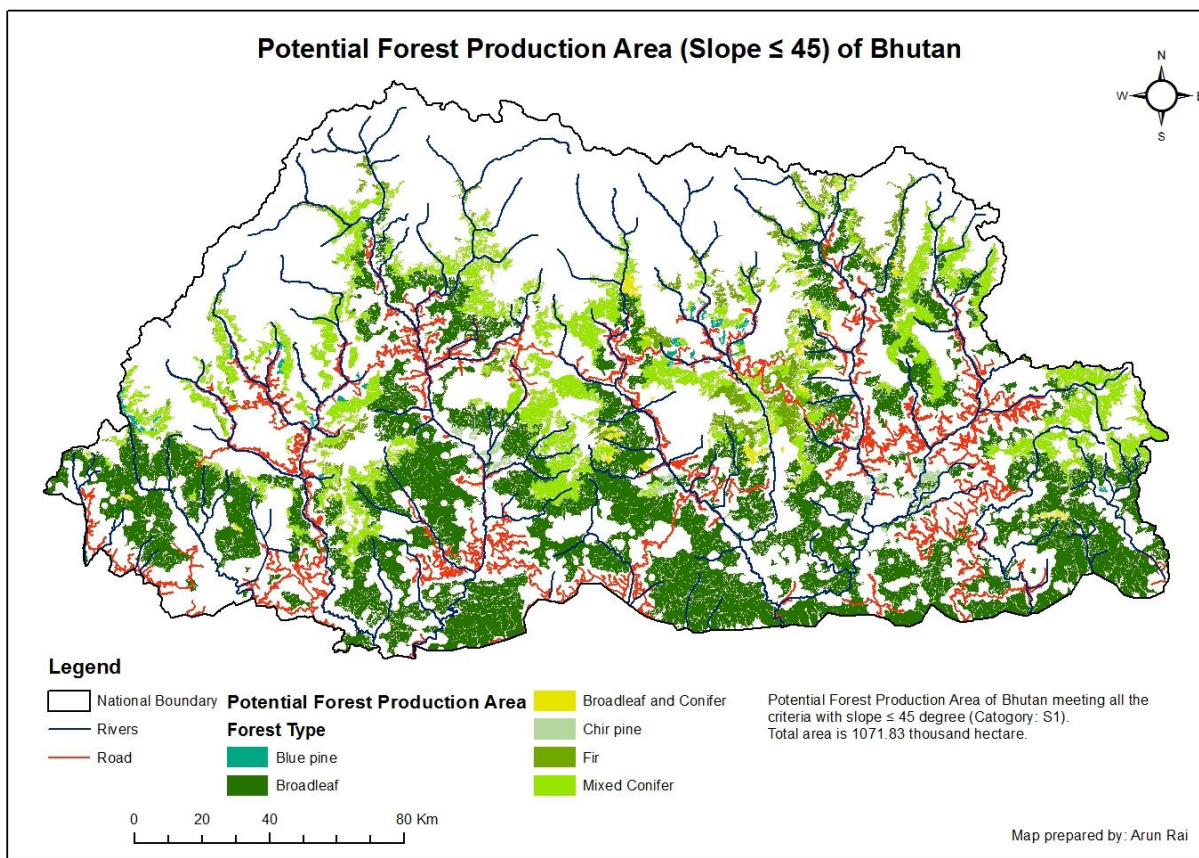 Potential Forest Production Area (Slope ≤ 45) of Bhutan
N
W
E
S
Legend
National Boundary
Rivers
Road
Potential Forest Production Area
Forest Type
Blue pine
Broadleaf
Broadleaf and Conifer
Chir pine
Fir
Mixed Conifer
Potential Forest Production Area of Bhutan meeting all the
criteria with slope ≤ 45 degree (Catogory: S1).
Total area is 1071.83 thousand hectare.
0 20 40 80 Km
Map prepared by: Arun Rai